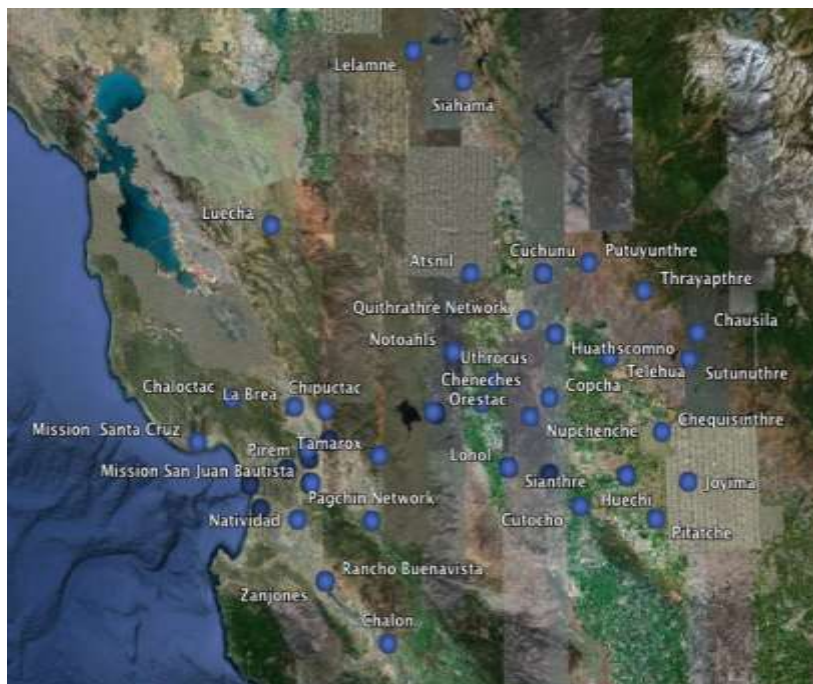 Lelamne
Siahama
Luecha
Atsnil
Cuchunu
Putuyunthre
Thrayapthre
Quithrathre Network
Chausila
Notoahls
Uthrocus
Huathscomno
Telehua
Sutunuthre
Chaloctac
La Brea
Chipuctac
Cheneches
Orestac
Copcha
Mission Santa Cruz
Nupchenche
Chequisinthre
Pirem
Tamarox
Mission San Juan Bautista
Lonol
Sianthre
Joyima
Pagchin Network
Huechi
Natividad
Cutocho
Pitatche
Rancho Buenavista
Zanjones
Chalon